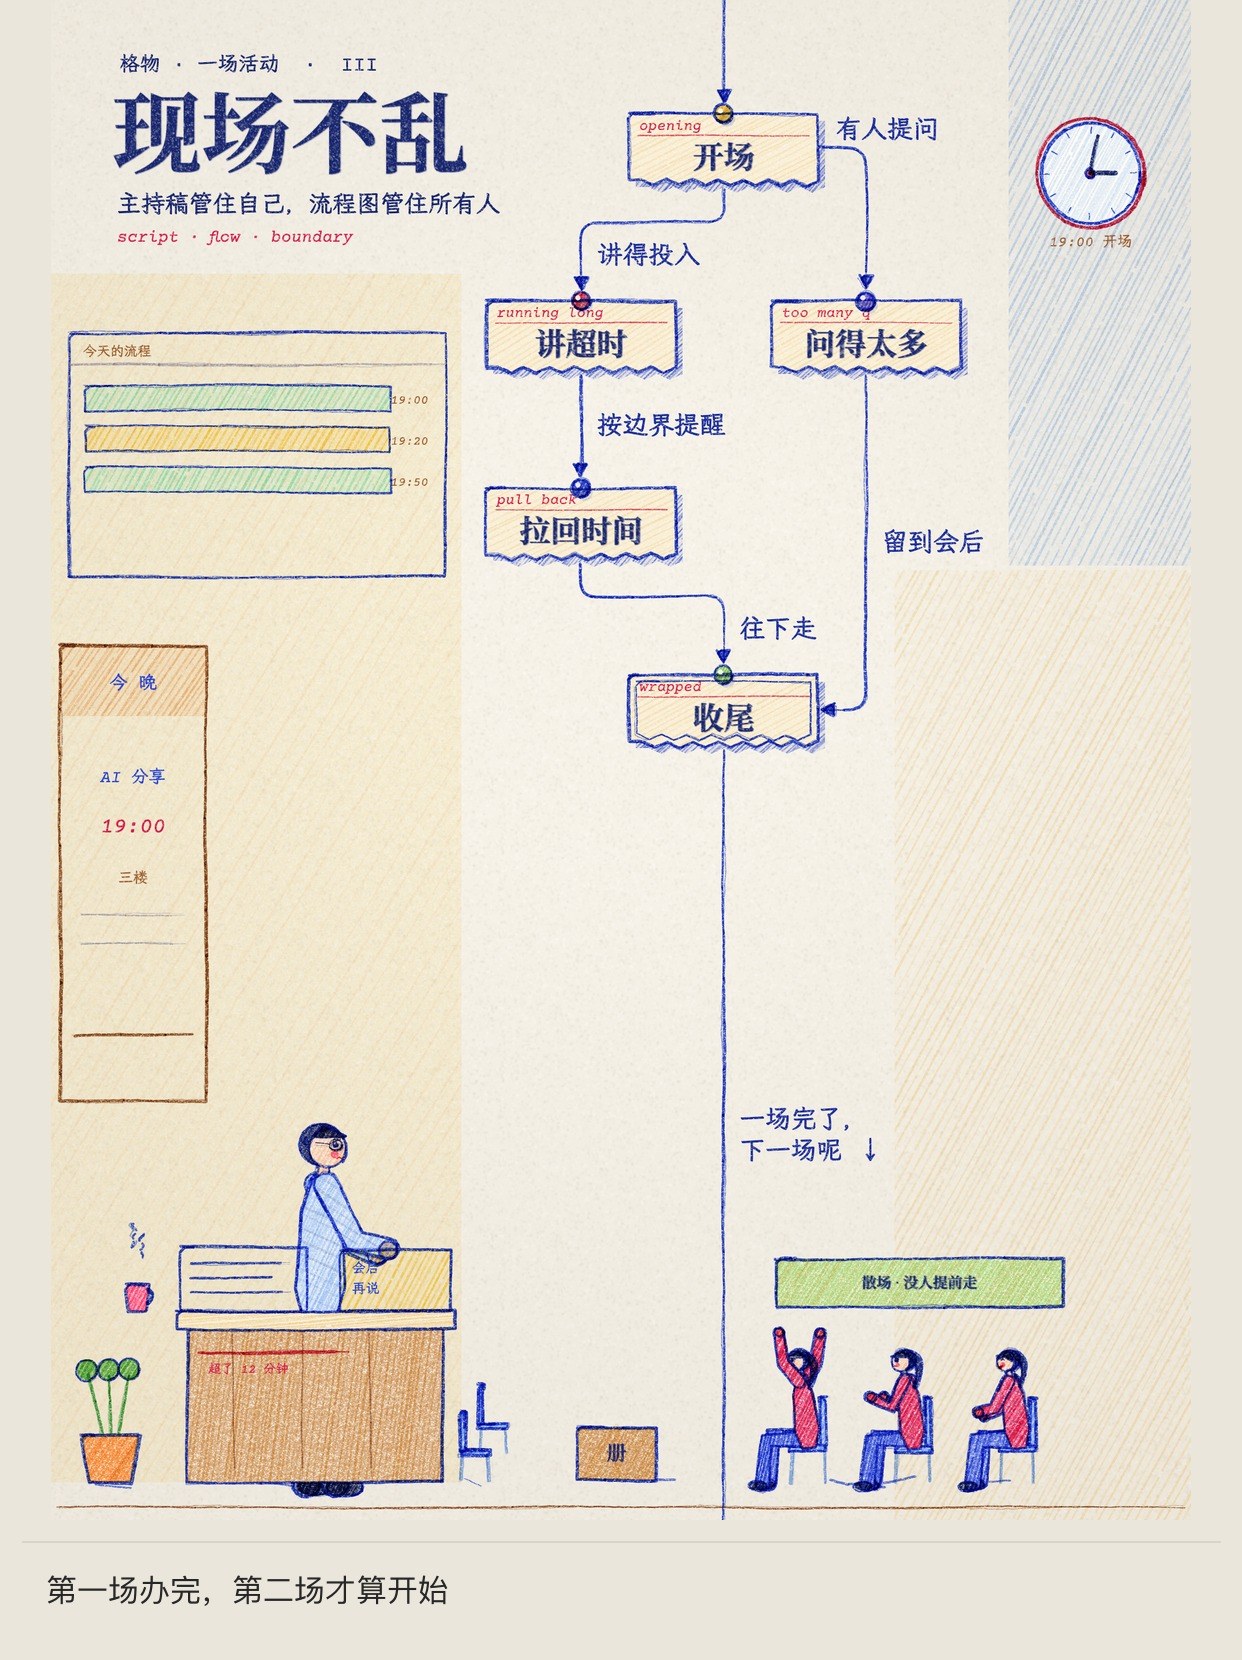 格物 · 一场活动 · III
现场不乱
主持稿管住自己，流程图管住所有人
script · flow · boundary
opening
开场
有人提问
19:00 开场
讲得投入
running long
讲超时
too many q
问得太多
今天的流程
19:00
19:20
19:50
按边界提醒
pull back
拉回时间
留到会后
往下走
wrapped
收尾
今 晚
AI 分享
19:00
三楼
一场完了，
下一场呢 ↓
会后
再说
超了 12 分钟
册
散场 · 没人提前走
第一场办完，第二场才算开始